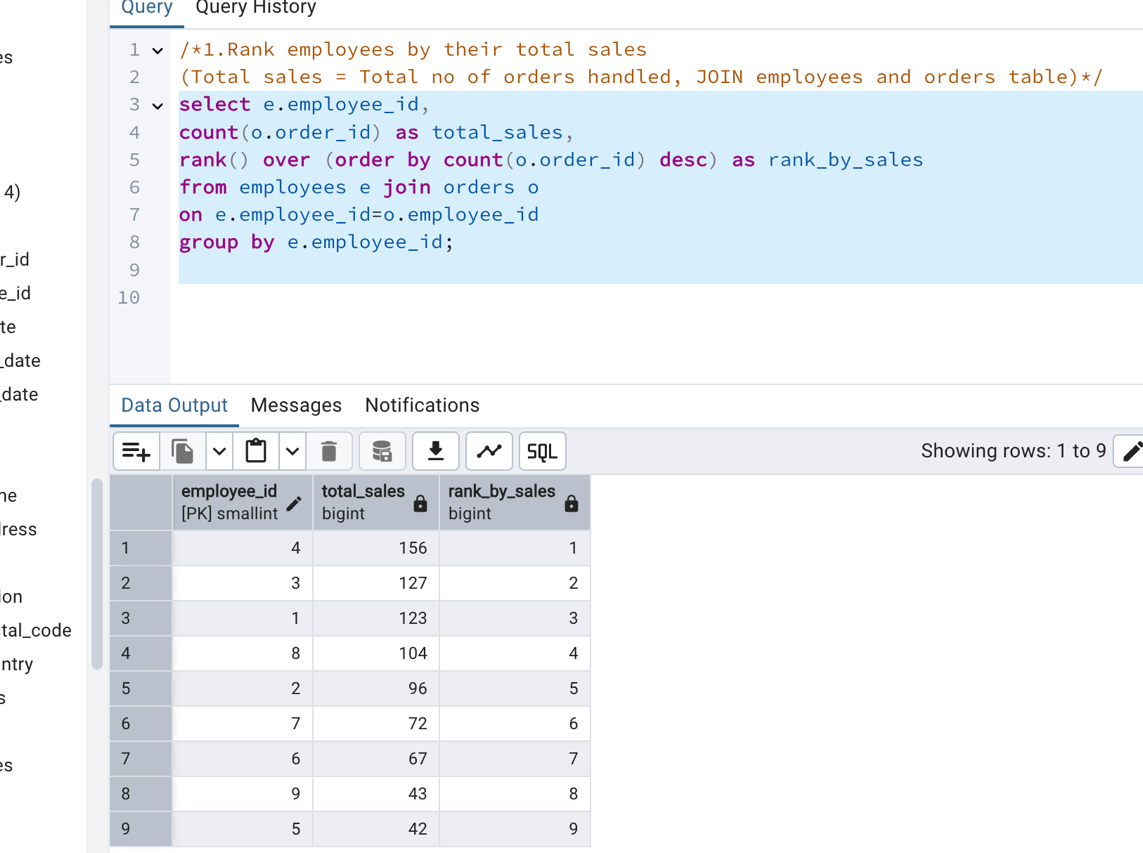 Query Query History
es
4)
r_id
e_id
te
_date
_date
ne
ress
ion
tal_code
ntry
s
es
1 /*1.Rank employees by their total sales
2 (Total sales = Total no of orders handled, JOIN employees and orders table)*/
3 select e.employee_id,
4 count(o.order_id) as total_sales,
5 rank() over (order by count(o.order_id) desc) as rank_by_sales
6 from employees e join orders o
7 on e.employee_id=o.employee_id
8 group by e.employee_id;
9
10
Data Output Messages Notifications
SQL
Showing rows: 1 to 9
employee_id total_sales rank_by_sales
[PK] smallint bigint bigint
1 4 156 1
2 3 127 2
3 1 123 3
4 8 104 4
5 2 96 5
6 7 72 6
7 6 67 7
8 9 43 8
9 5 42 9